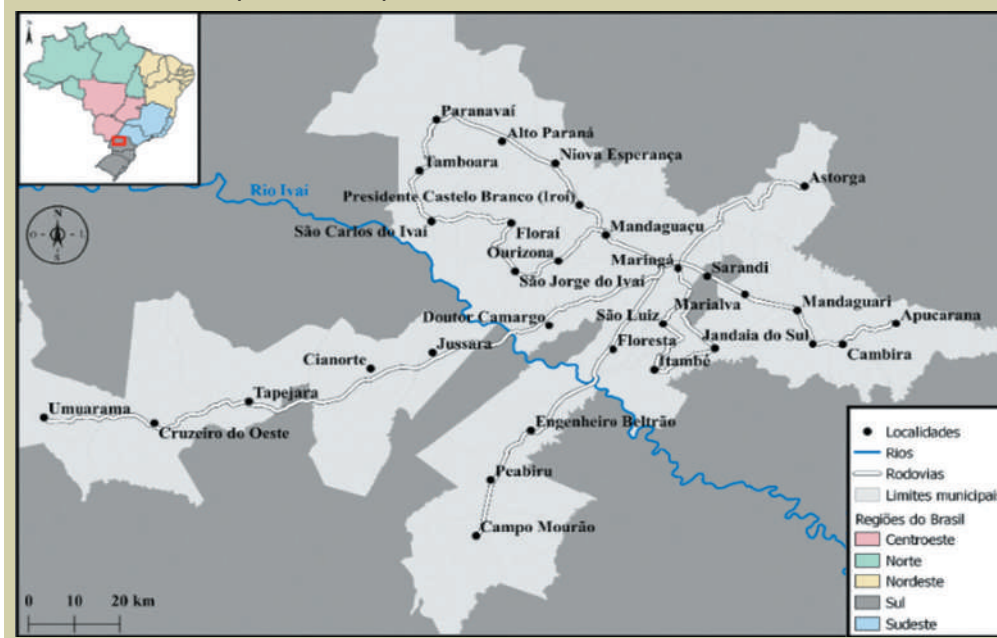 N
Paranavaí
Alto Paraná
Niova Esperança
Tamboara
Astorga
Rio Ivaí
Presidente Castelo Branco (Iroi)
N
O
L
S
São Carlos do Ivaí
Floraí
Mandaguaçu
Ourizona
Maringá
Sarandi
São Jorge do Ivaí
Marialva
Mandaguari
Doutor Camargo
São Luiz
Apucarana
Jussara
Floresta
Jandaia do Sul
Cambira
Cianorte
Itambé
Tapejara
Umuarama
Cruzeiro do Oeste
Engenheiro Beltrão
Peabiru
Campo Mourão
Localidades
Rios
Rodovias
Limites municipais
Regiões do Brasil
Centroeste
Norte
Nordeste
Sul
Sudeste
0 10 20 km